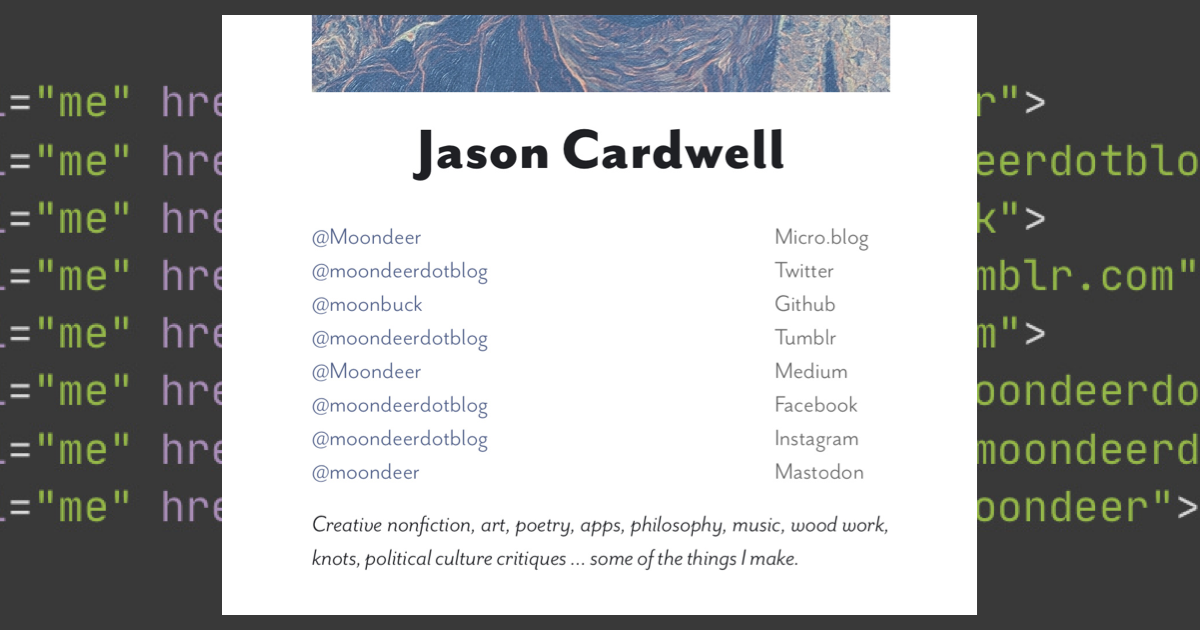 Jason Cardwell
@Moondeer Micro.blog
@moondeerdotblog Twitter
@moonbuck Github
@moondeerdotblog Tumblr
@Moondeer Medium
@moondeerdotblog Facebook
@moondeerdotblog Instagram
@moondeer Mastodon
Creative nonfiction, art, poetry, apps, philosophy, music, wood work,
knots, political culture critiques ... some of the things I make.
="me" hre r">
="me" hre eerdotblo
="me" hre k">
="me" hre mblr.com"
="me" hre m">
="me" hre oondeerdo
="me" hre moondeerd
="me" hre oondeer">